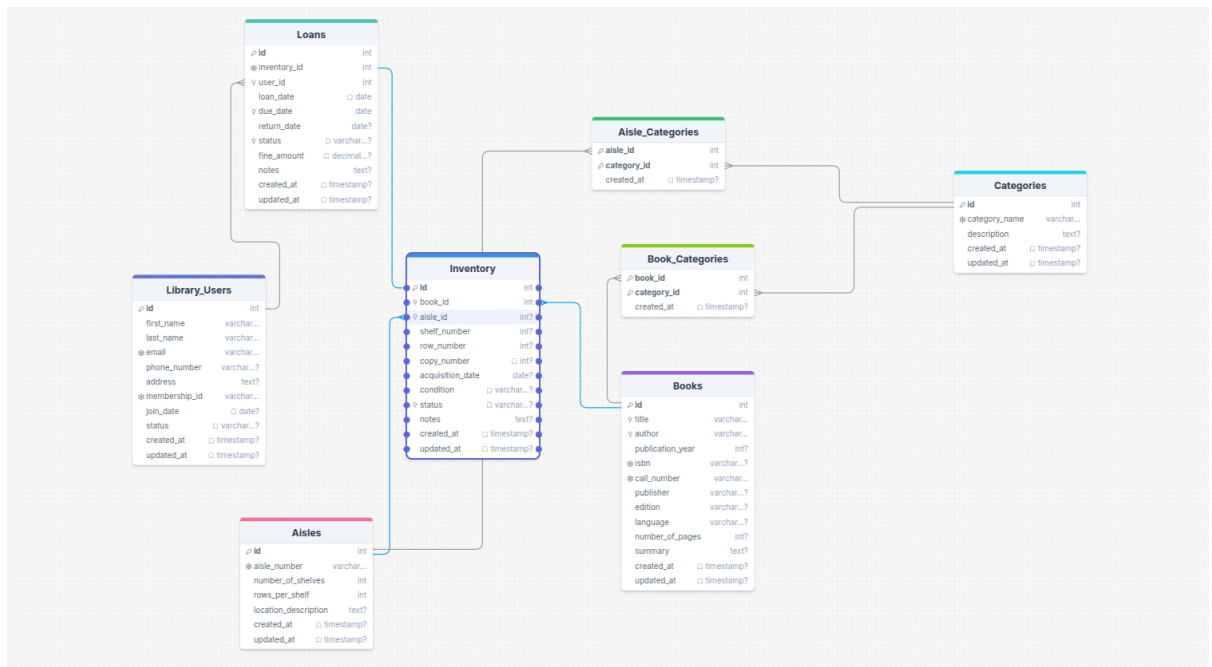 Loans
id int
inventory_id int
user_id int
loan_date date
due_date date
return_date date?
status varchar...?
fine_amount decimal...?
notes text?
created_at timestamp?
updated_at timestamp?
Aisle_Categories
aisle_id int
category_id int
created_at timestamp?
Categories
id int
category_name varchar...
description text?
created_at timestamp?
updated_at timestamp?
Library_Users
id int
first_name varchar...
last_name varchar...
email varchar...
phone_number varchar...?
address text?
membership_id varchar...
join_date date?
status varchar...?
created_at timestamp?
updated_at timestamp?
Inventory
id int
book_id int
aisle_id int?
shelf_number int?
row_number int?
copy_number int?
acquisition_date date?
condition varchar...?
status varchar...?
notes text?
created_at timestamp?
updated_at timestamp?
Book_Categories
book_id int
category_id int
created_at timestamp?
Books
id int
title varchar...
author varchar...
publication_year int?
isbn varchar...?
call_number varchar...
publisher varchar...?
edition varchar...?
language varchar...?
number_of_pages int?
summary text?
created_at timestamp?
updated_at timestamp?
Aisles
id int
aisle_number varchar...
number_of_shelves int
rows_per_shelf int
location_description text?
created_at timestamp?
updated_at timestamp?